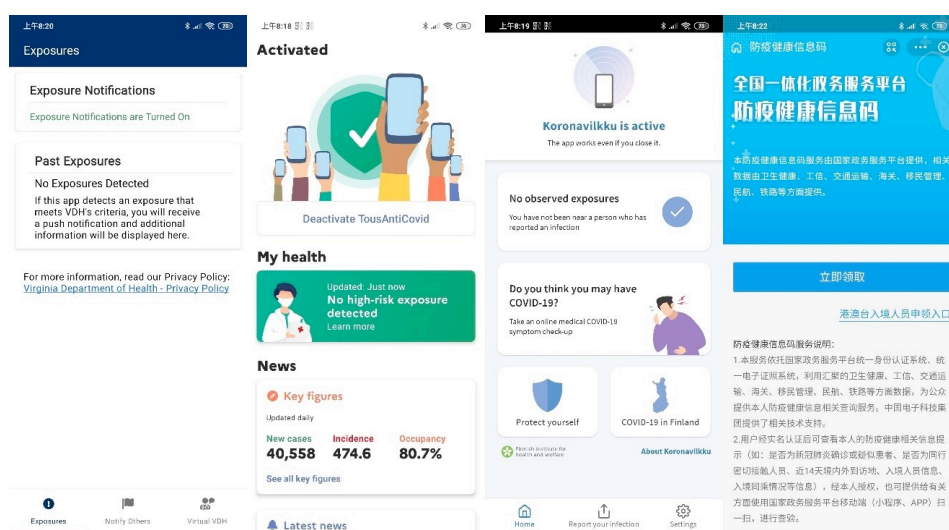 上午8:20
Exposures
Exposure Notifications
Exposure Notifications are Turned On
Past Exposures
No Exposures Detected
If this app detects an exposure that
meets VDH's criteria, you will receive
a push notification and additional
information will be displayed here.
For more information, read our Privacy Policy:
Virginia Department of Health - Privacy Policy
Exposures
Notify Others
Virtual VDH
上午8:18
Activated
Deactivate TousAntiCovid
My health
Updated: Just now
No high-risk exposure
detected
Learn more
News
Key figures
Updated daily
New cases Incidence Occupancy
40,558 474.6 80.7%
See all key figures
Latest news
上午8:19
Koronavilkku is active
The app works even if you close it.
No observed exposures
You have not been near a person who has
reported an infection
Do you think you may have
COVID-19?
Take an online medical COVID-19
symptom check-up
Protect yourself
COVID-19 in Finland
Finnish institute for
health and welfare
About Koronavilkku
Home
Report your infection
Settings
上午8:22
防疫健康信息码
全国一体化政务服务平台
防疫健康信息码
本防疫健康信息码服务由国家政务服务平台提供，相关
数据由卫生健康、工信、交通运输、海关、移民管理、
民航、铁路等方面提供。
立即领取
港澳台入境人员申领入口
防疫健康信息码服务说明：
1.本服务依托国家政务服务平台统一身份认证系统、统
一电子证照系统，利用汇聚的卫生健康、工信、交通运
输、海关、移民管理、民航、铁路等方面数据，为公众
提供本人防疫健康信息相关查询服务。中国电子科技集
团提供了相关技术支持。
2.用户经实名认证后可查看本人的防疫健康相关信息提
示（如：是否为新冠肺炎确诊或疑似患者、是否为同行
密切接触人员、近14天境内外到访地、入境人员信息、
入境同乘情况等信息），经本人授权，也可提供给有关
方面使用国家政务服务平台移动端（小程序、APP）扫
一扫，进行查验。